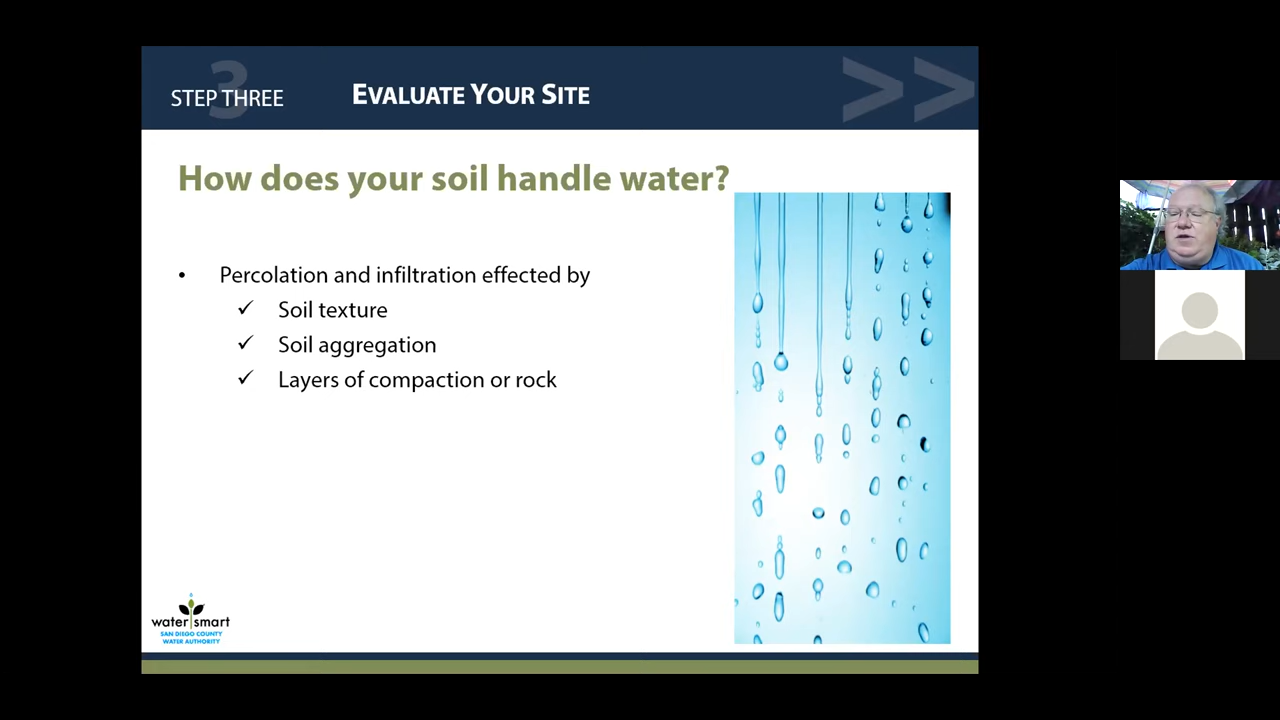 3
STEP THREE
EVALUATE YOUR SITE
>>
How does your soil handle water?
• Percolation and infiltration effected by
✓ Soil texture
✓ Soil aggregation
✓ Layers of compaction or rock
water smart
SAN DIEGO COUNTY
WATER AUTHORITY